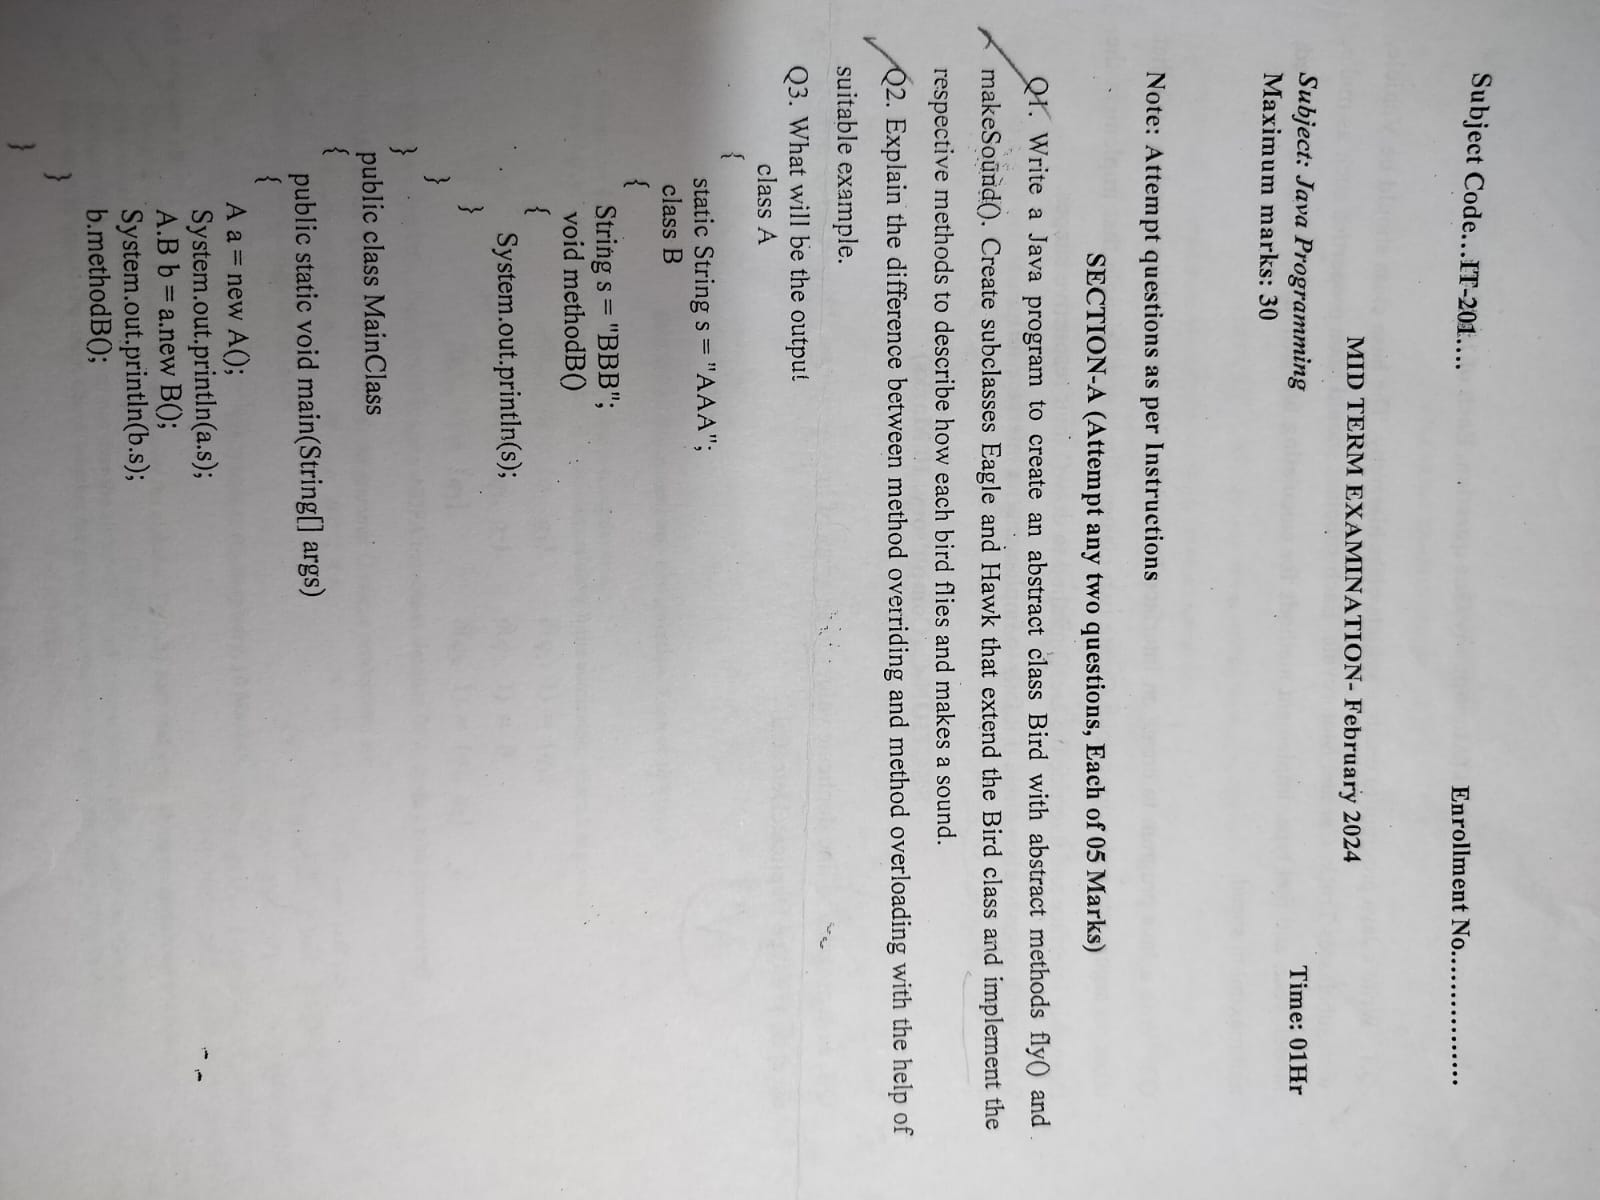 Subject Code...IT-201.... Enrollment No...............
MID TERM EXAMINATION- February 2024
Subject: Java Programming Time: 01Hr
Maximum marks: 30
Note: Attempt questions as per Instructions
SECTION-A (Attempt any two questions, Each of 05 Marks)
Q1. Write a Java program to create an abstract class Bird with abstract methods fly() and
makeSound(). Create subclasses Eagle and Hawk that extend the Bird class and implement the
respective methods to describe how each bird flies and makes a sound.
Q2. Explain the difference between method overriding and method overloading with the help of
suitable example.
Q3. What will be the output
class A
{
static String s = "AAA";
class B
{
String s = "BBB";
void methodB()
{
System.out.println(s);
}
}
}
public class MainClass
{
public static void main(String[] args)
{
A a = new A();
System.out.println(a.s);
A.B b = a.new B();
System.out.println(b.s);
b.methodB();
}
}